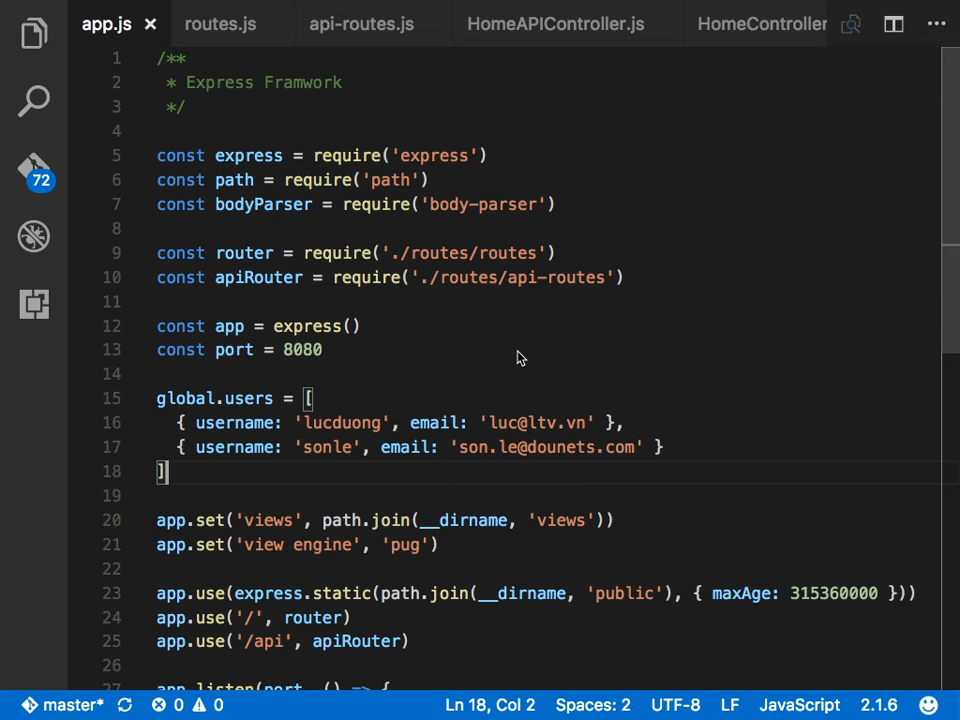 app.js × routes.js api-routes.js HomeAPIController.js HomeController
1 /**
2 * Express Framwork
3 */
4
5 const express = require('express')
6 const path = require('path')
7 const bodyParser = require('body-parser')
8
9 const router = require('./routes/routes')
10 const apiRouter = require('./routes/api-routes')
11
12 const app = express()
13 const port = 8080
14
15 global.users = [
16 { username: 'lucduong', email: 'luc@ltv.vn' },
17 { username: 'sonle', email: 'son.le@dounets.com' }
18 ]
19
20 app.set('views', path.join(__dirname, 'views'))
21 app.set('view engine', 'pug')
22
23 app.use(express.static(path.join(__dirname, 'public'), { maxAge: 315360000 }))
24 app.use('/', router)
25 app.use('/api', apiRouter)
26
27 app.listen(port, () => {
72
master* 0 0 Ln 18, Col 2 Spaces: 2 UTF-8 LF JavaScript 2.1.6